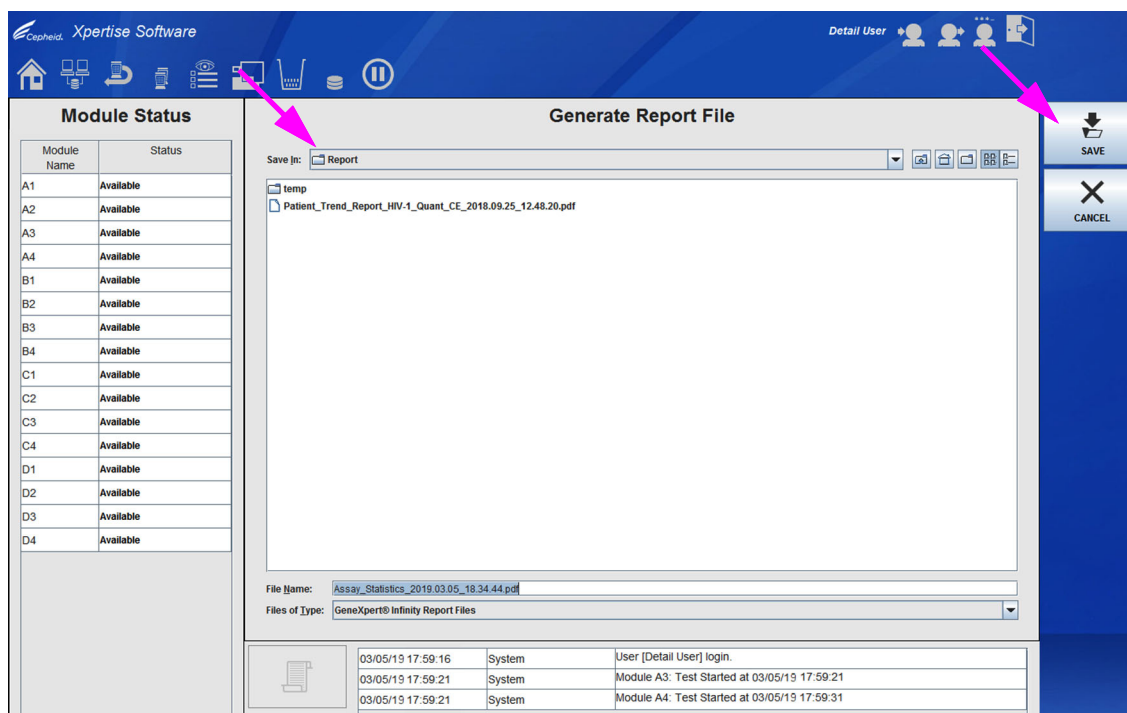 Cepheid. Xpertise Software
Detail User
Module Status
Module Name Status
A1 Available
A2 Available
A3 Available
A4 Available
B1 Available
B2 Available
B3 Available
B4 Available
C1 Available
C2 Available
C3 Available
C4 Available
D1 Available
D2 Available
D3 Available
D4 Available
Generate Report File
Save In: Report
temp
Patient_Trend_Report_HIV-1_Quant_CE_2018.09.25_12.48.20.pdf
File Name: Assay_Statistics_2019.03.05_18.34.44.pdf
Files of Type: GeneXpert® Infinity Report Files
SAVE
CANCEL
03/05/19 17:59:16 System User [Detail User] login.
03/05/19 17:59:21 System Module A3: Test Started at 03/05/19 17:59:21
03/05/19 17:59:21 System Module A4: Test Started at 03/05/19 17:59:31